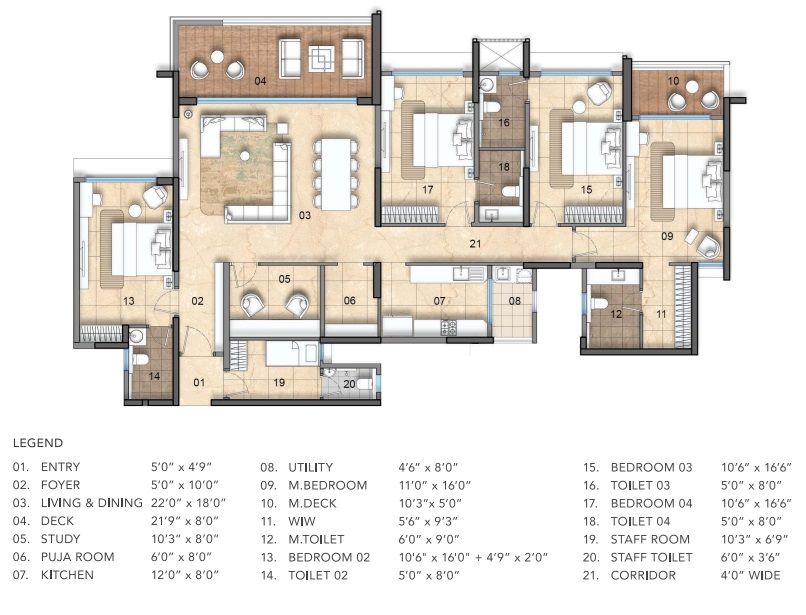 04
10
16
18
17
15
03
21
09
05
13
02
06
07
08
12
11
14
01
19
20
LEGEND
01. ENTRY 5'0" x 4'9"
02. FOYER 5'0" x 10'0"
03. LIVING & DINING 22'0" x 18'0"
04. DECK 21'9" x 8'0"
05. STUDY 10'3" x 8'0"
06. PUJA ROOM 6'0" x 8'0"
07. KITCHEN 12'0" x 8'0"
08. UTILITY 4'6" x 8'0"
09. M.BEDROOM 11'0" x 16'0"
10. M.DECK 10'3"x 5'0"
11. WIW 5'6" x 9'3"
12. M.TOILET 6'0" x 9'0"
13. BEDROOM 02 10'6" x 16'0" + 4'9" x 2'0"
14. TOILET 02 5'0" x 8'0"
15. BEDROOM 03 10'6" x 16'6"
16. TOILET 03 5'0" x 8'0"
17. BEDROOM 04 10'6" x 16'6"
18. TOILET 04 5'0" x 8'0"
19. STAFF ROOM 10'3" x 6'9"
20. STAFF TOILET 6'0" x 3'6"
21. CORRIDOR 4'0" WIDE